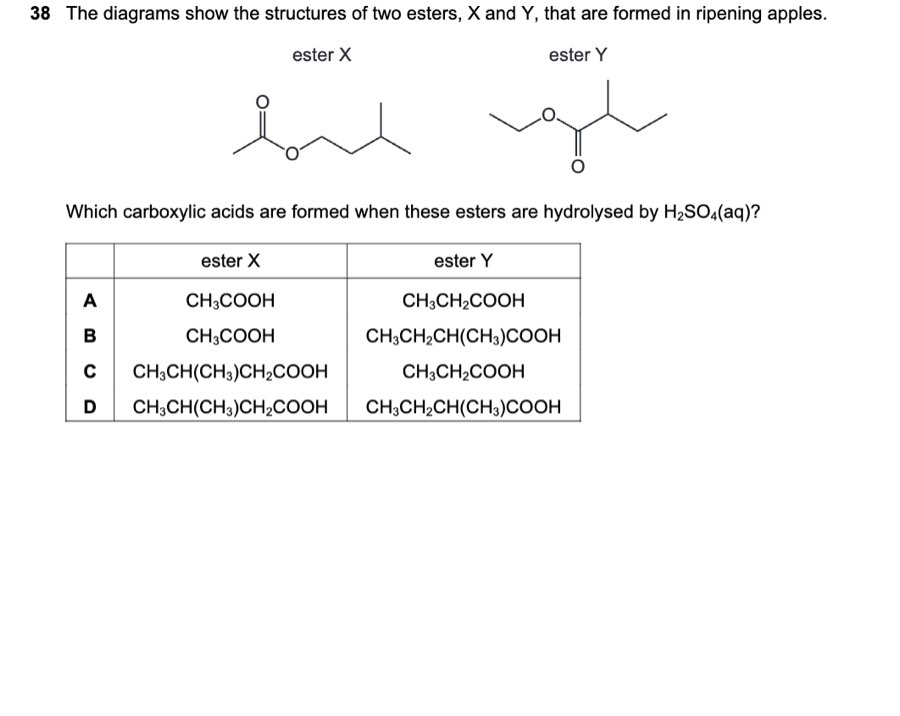 38 The diagrams show the structures of two esters, X and Y, that are formed in ripening apples.
ester X ester Y
O
O
O
O
Which carboxylic acids are formed when these esters are hydrolysed by H₂SO₄(aq)?
ester X ester Y
A CH₃COOH CH₃CH₂COOH
B CH₃COOH CH₃CH₂CH(CH₃)COOH
C CH₃CH(CH₃)CH₂COOH CH₃CH₂COOH
D CH₃CH(CH₃)CH₂COOH CH₃CH₂CH(CH₃)COOH